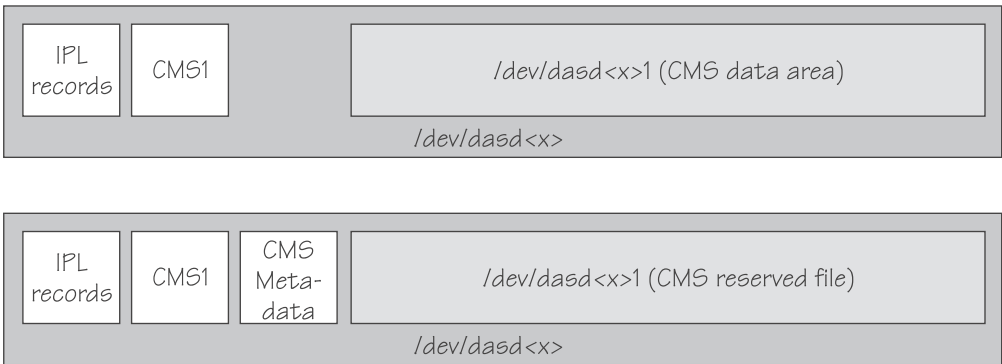 IPL
records
CMS1
/dev/dasd<x>1 (CMS data area)
/dev/dasd<x>
IPL
records
CMS1
CMS
Meta-
data
/dev/dasd<x>1 (CMS reserved file)
/dev/dasd<x>